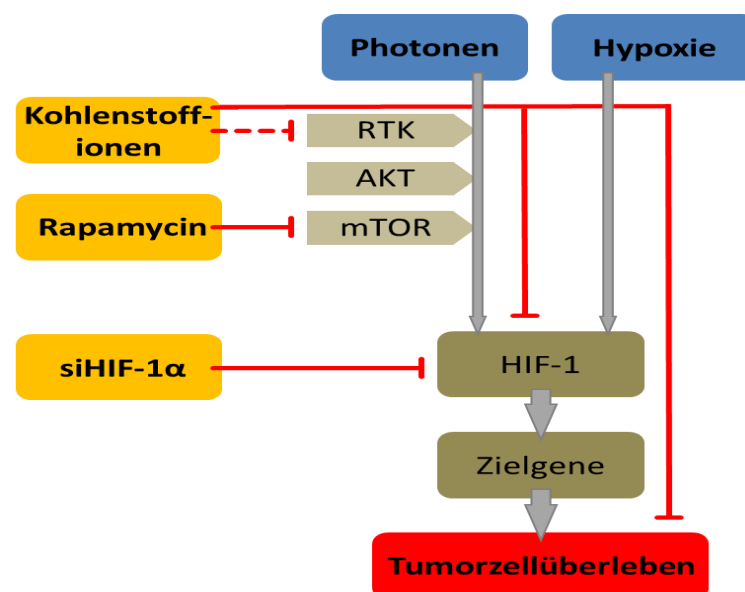 Photonen
Hypoxie
Kohlenstoff-
ionen
RTK
AKT
Rapamycin
mTOR
siHIF-1α
HIF-1
Zielgene
Tumorzellüberleben